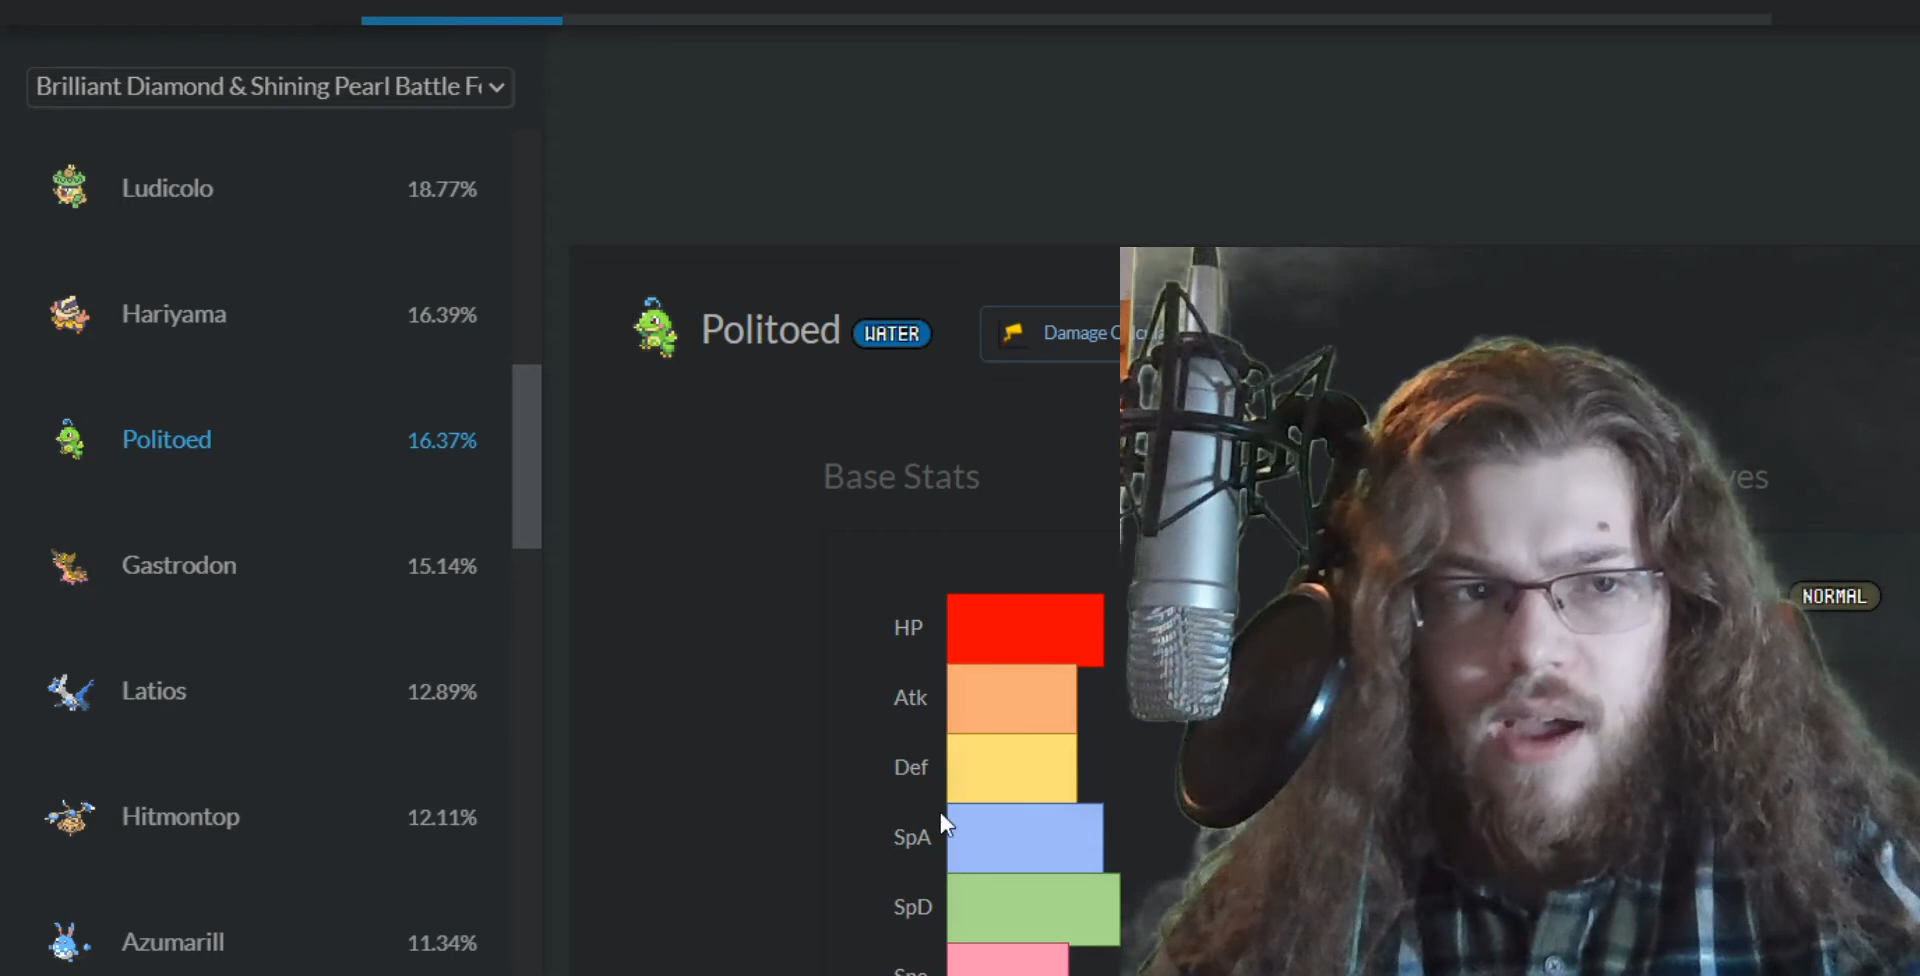 Brilliant Diamond & Shining Pearl Battle F
Ludicolo 18.77%
Hariyama 16.39%
Politoed 16.37%
Gastrodon 15.14%
Latios 12.89%
Hitmontop 12.11%
Azumarill 11.34%
Politoed WATER
Damage
Base Stats
HP
Atk
Def
SpA
SpD
NORMAL